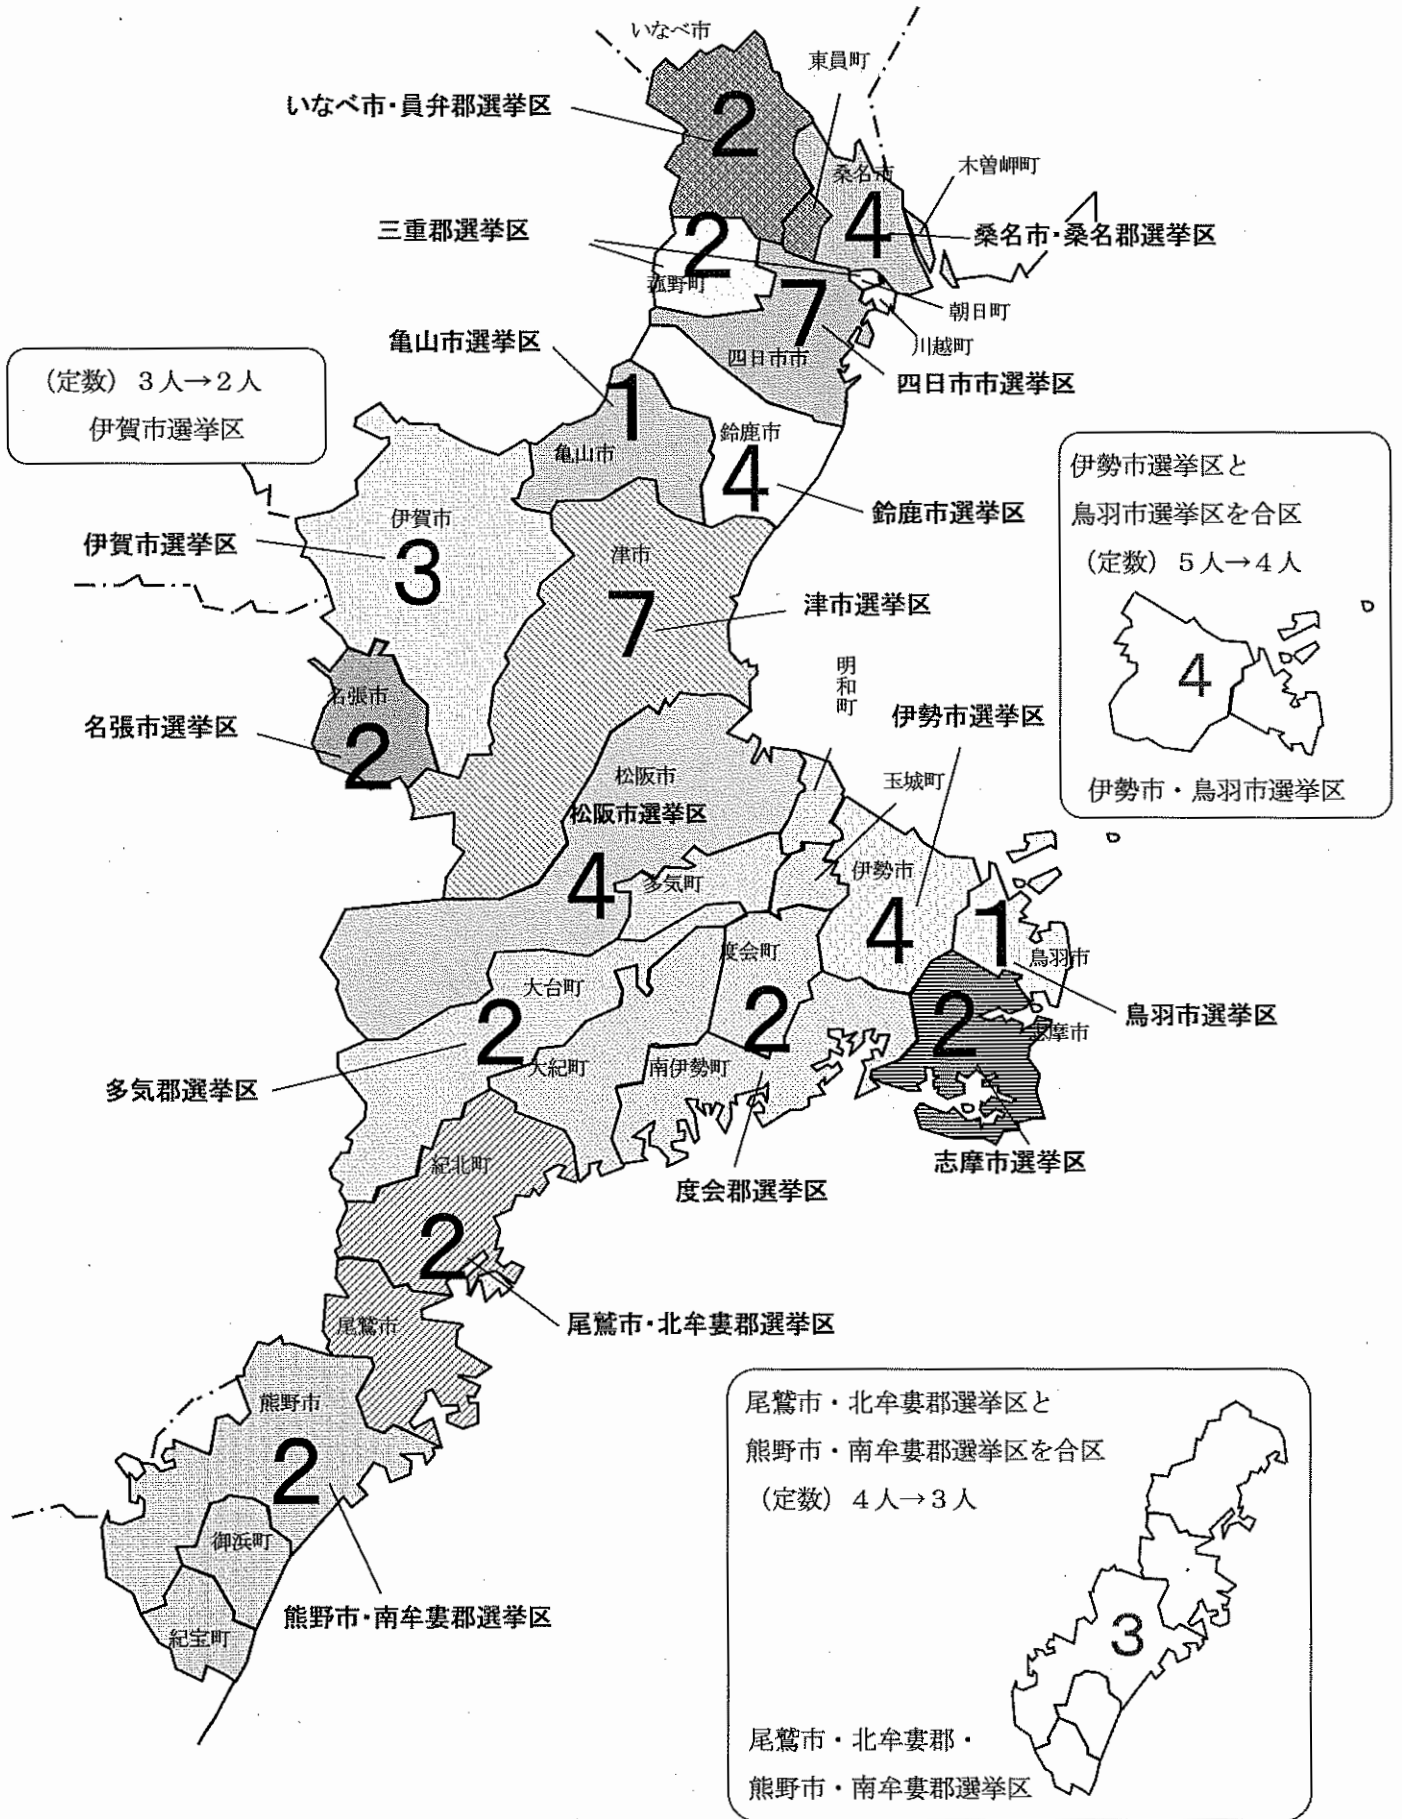 いなべ市
東員町
いなべ市・員弁郡選挙区
2
桑名市
木曽岬町
4
桑名市・桑名郡選挙区
三重郡選挙区
2
菰野町
7
朝日町
川越町
四日市市
四日市市選挙区
亀山市選挙区
1
亀山市
(定数)3人→2人
伊賀市選挙区
鈴鹿市
4
鈴鹿市選挙区
伊勢市選挙区と
鳥羽市選挙区を合区
(定数)5人→4人
4
伊勢市・鳥羽市選挙区
伊賀市
伊賀市選挙区
3
津市
7
津市選挙区
名張市
名張市選挙区
2
明和町
伊勢市選挙区
松阪市
松阪市選挙区
4
玉城町
多気町
伊勢市
4
1
鳥羽市
鳥羽市選挙区
度会町
2
大台町
2
多気郡選挙区
大紀町
南伊勢町
2
志摩市
志摩市選挙区
度会郡選挙区
紀北町
2
尾鷲市
尾鷲市・北牟婁郡選挙区
熊野市
2
御浜町
紀宝町
熊野市・南牟婁郡選挙区
尾鷲市・北牟婁郡選挙区と
熊野市・南牟婁郡選挙区を合区
(定数)4人→3人
3
尾鷲市・北牟婁郡・
熊野市・南牟婁郡選挙区